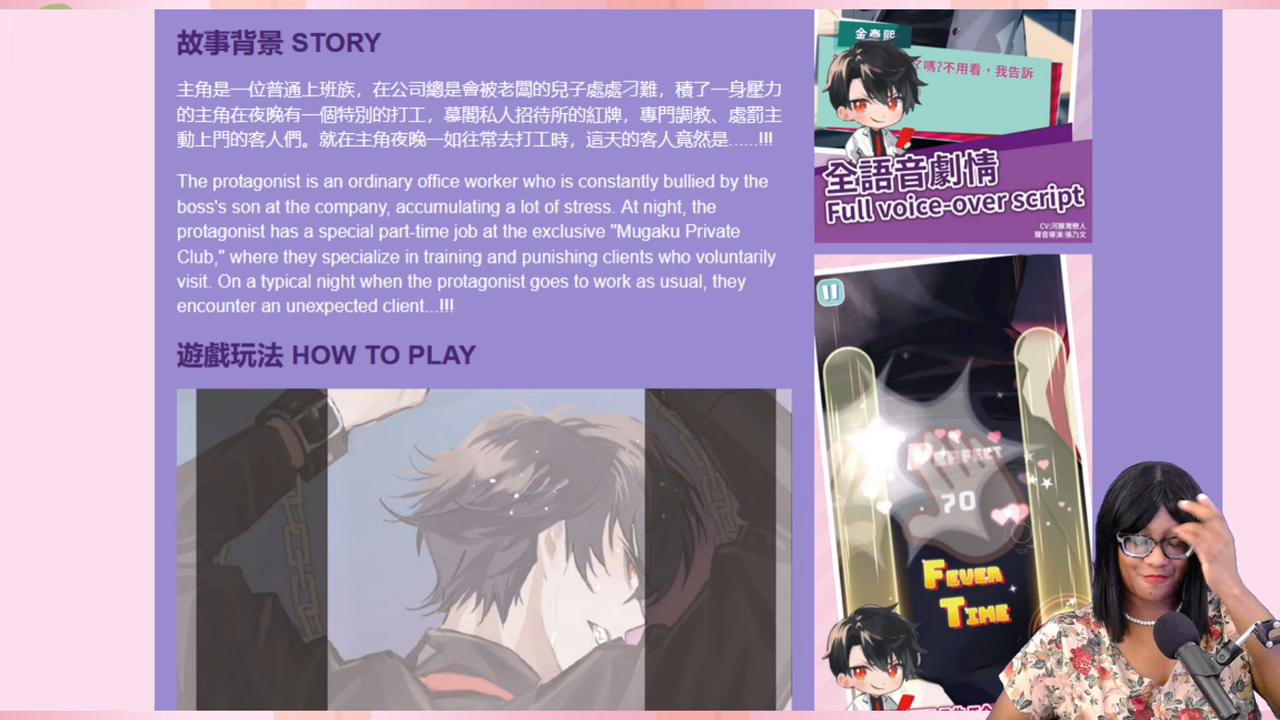 故事背景 STORY
主角是一位普通上班族，在公司總是會被老闆的兒子處處刁難，積了一身壓力
的主角在夜晚有一個特別的打工，慕閣私人招待所的紅牌，專門調教、處罰主
動上門的客人們。就在主角夜晚一如往常去打工時，這天的客人竟然是......!!!
The protagonist is an ordinary office worker who is constantly bullied by the
boss's son at the company, accumulating a lot of stress. At night, the
protagonist has a special part-time job at the exclusive "Mugaku Private
Club," where they specialize in training and punishing clients who voluntarily
visit. On a typical night when the protagonist goes to work as usual, they
encounter an unexpected client...!!!
遊戲玩法 HOW TO PLAY
了嗎?不用看，我告訴
全語音劇情
Full voice-over script
聲音導演:張乃文
PERFECT
70
FEVER
TIME